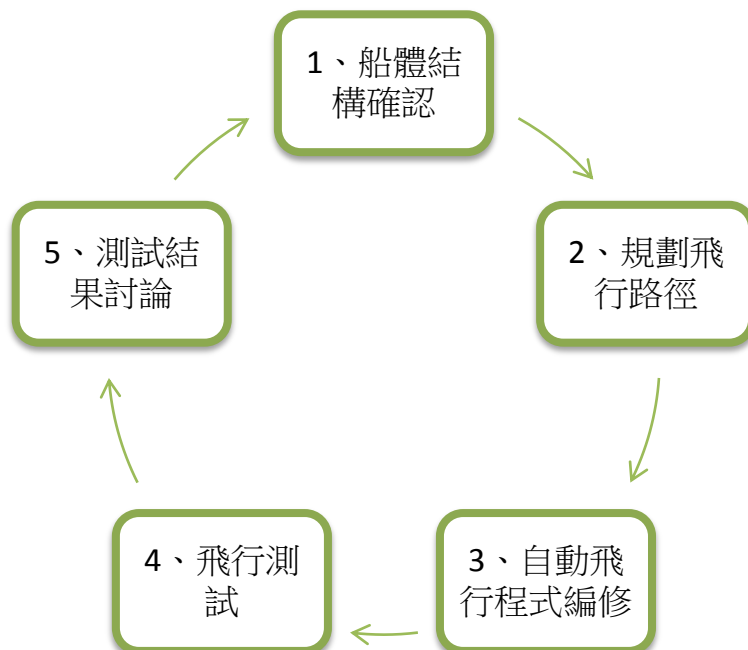 1、船體結
構確認
2、規劃飛
行路徑
3、自動飛
行程式編修
4、飛行測
試
5、測試結
果討論